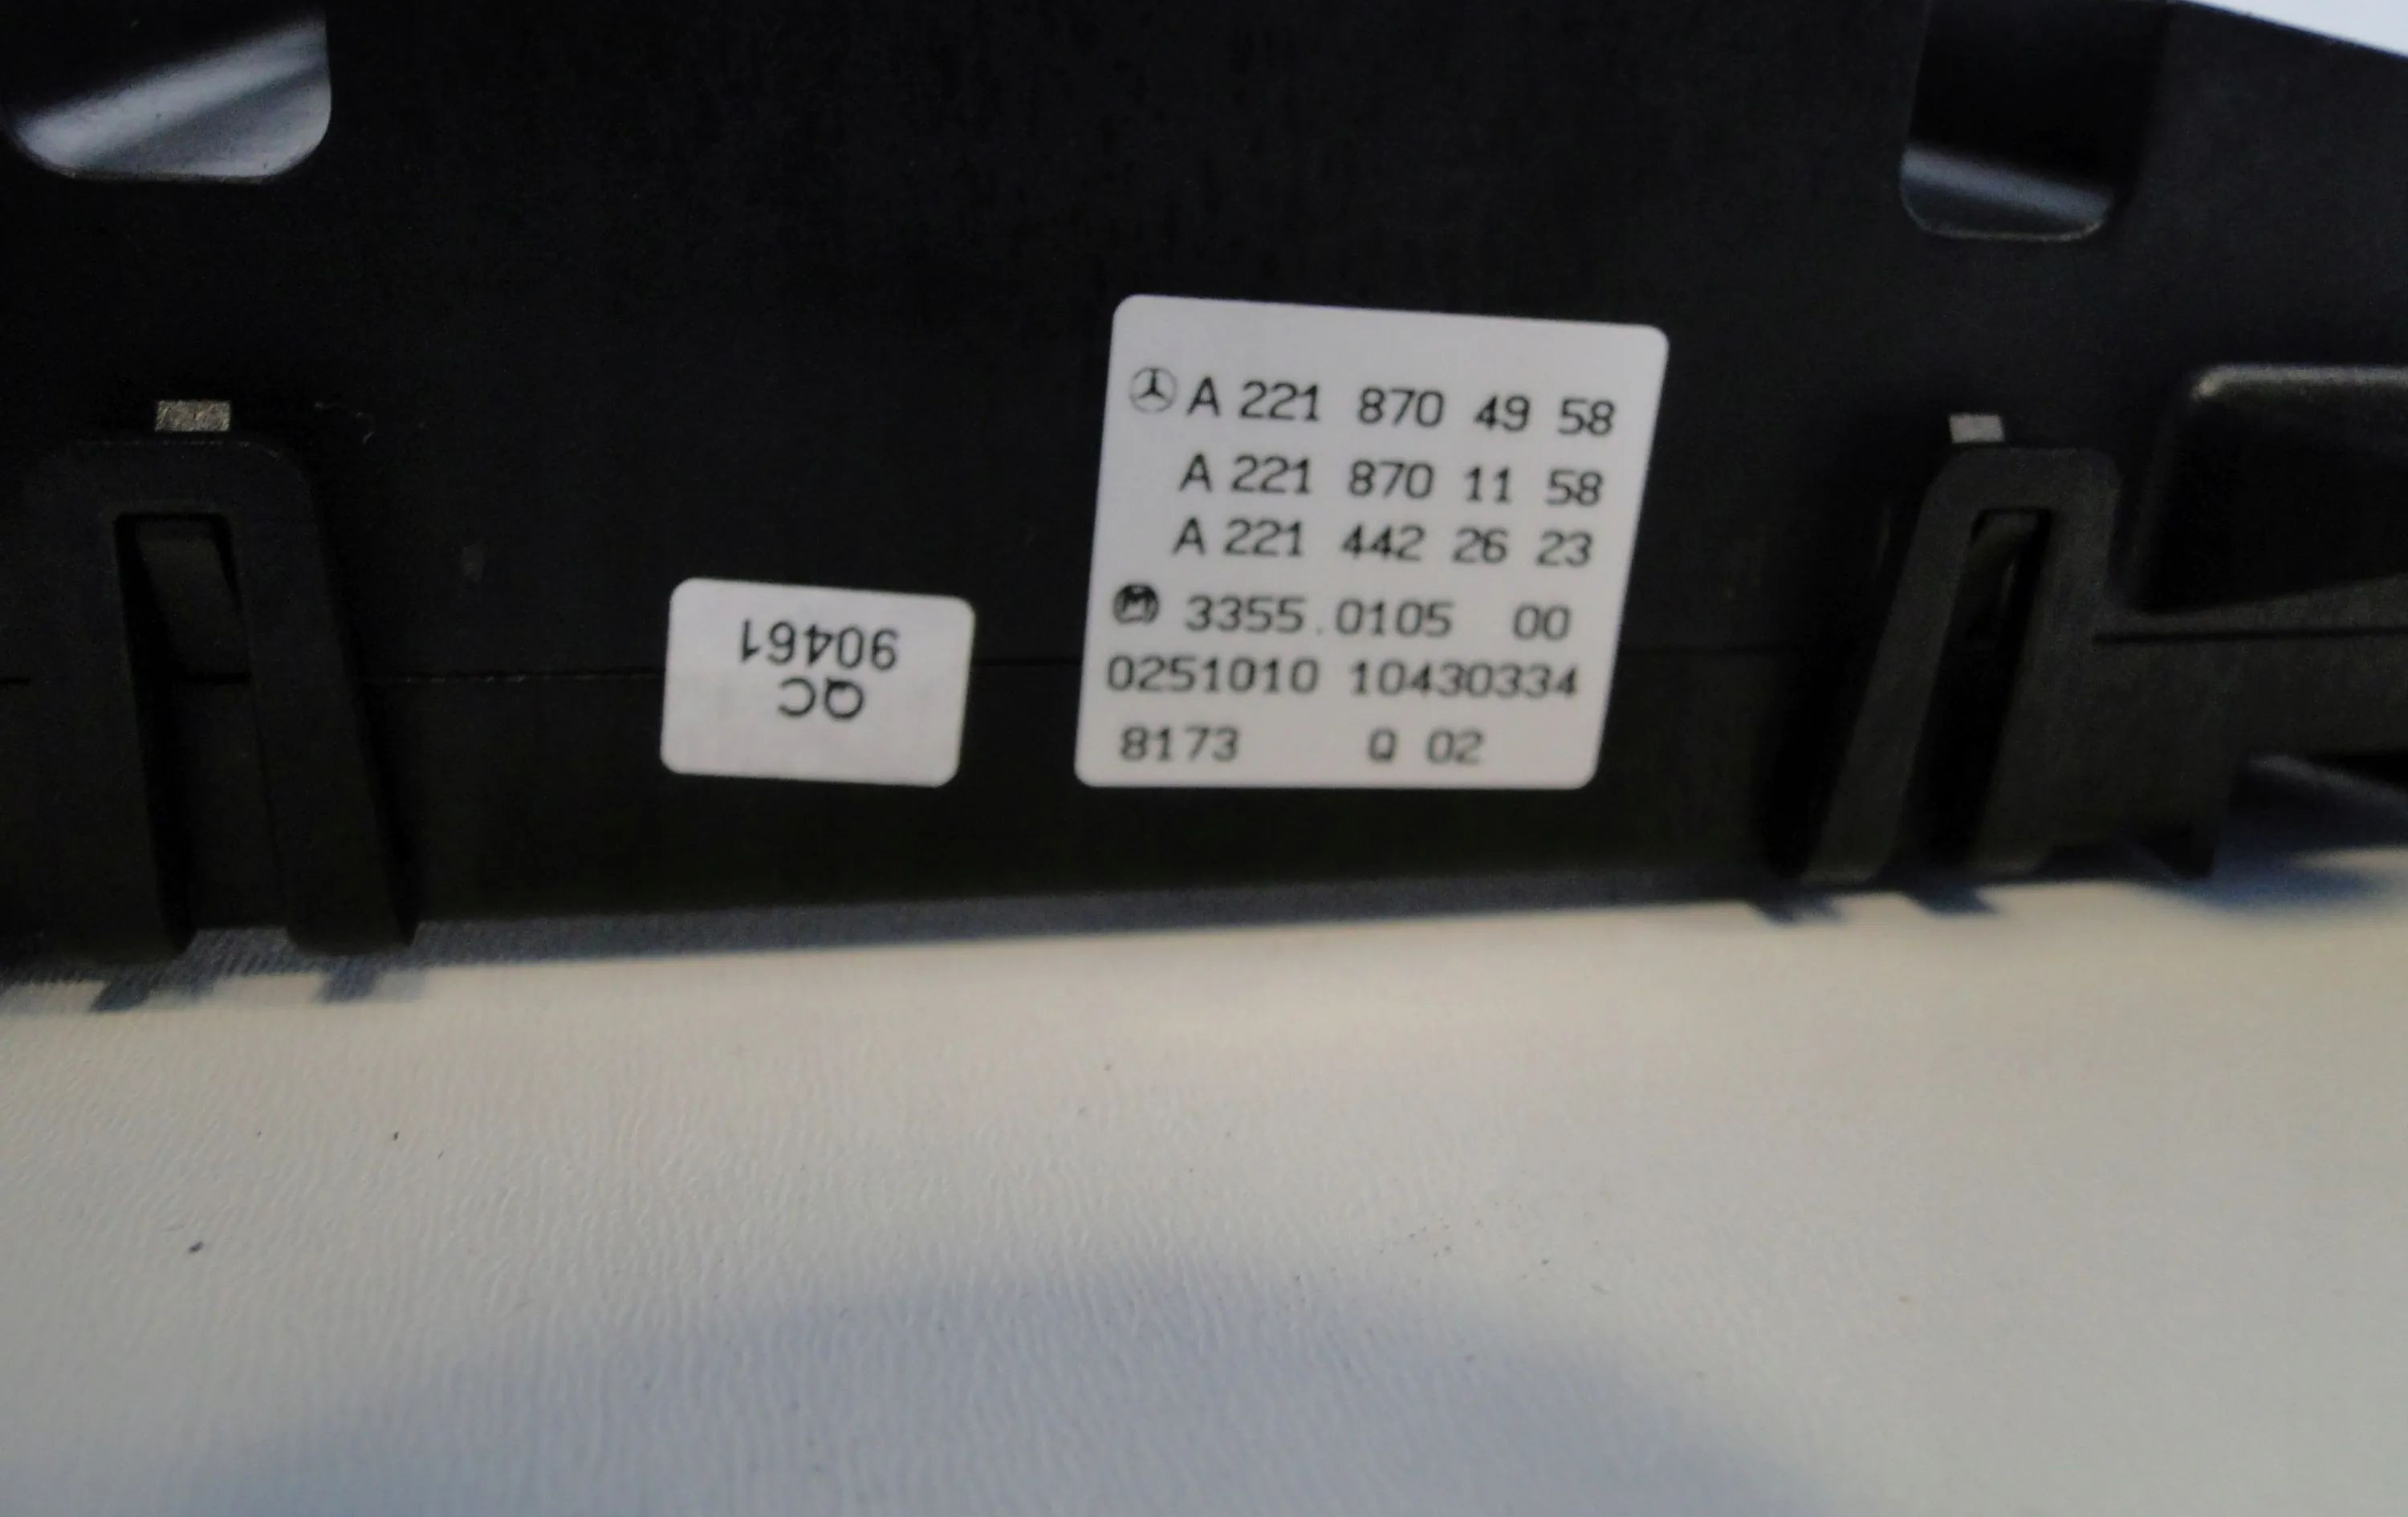 A 221 870 49 58
A 221 870 11 58
A 221 442 26 23
3355.0105 00
0251010 10430334
8173 Q 02
QC
90461